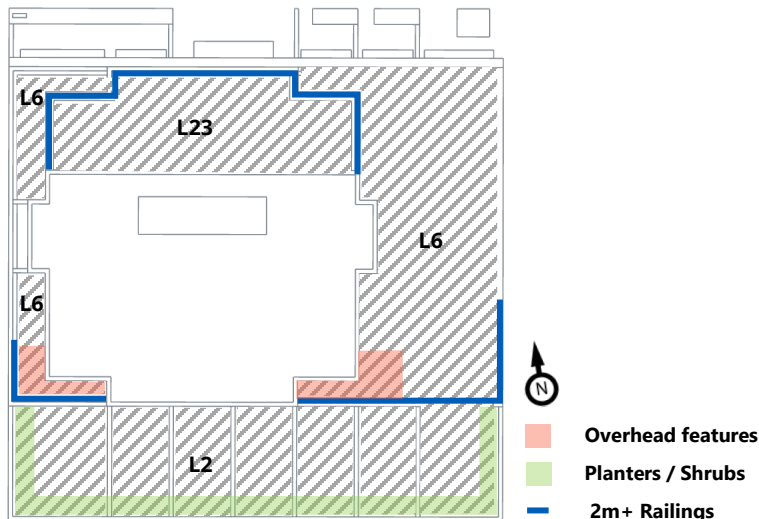 L6
L23
L6
L6
L2
N
Overhead features
Planters / Shrubs
2m+ Railings